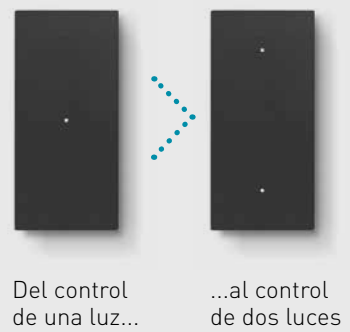 Del control
de una luz...
...al control
de dos luces